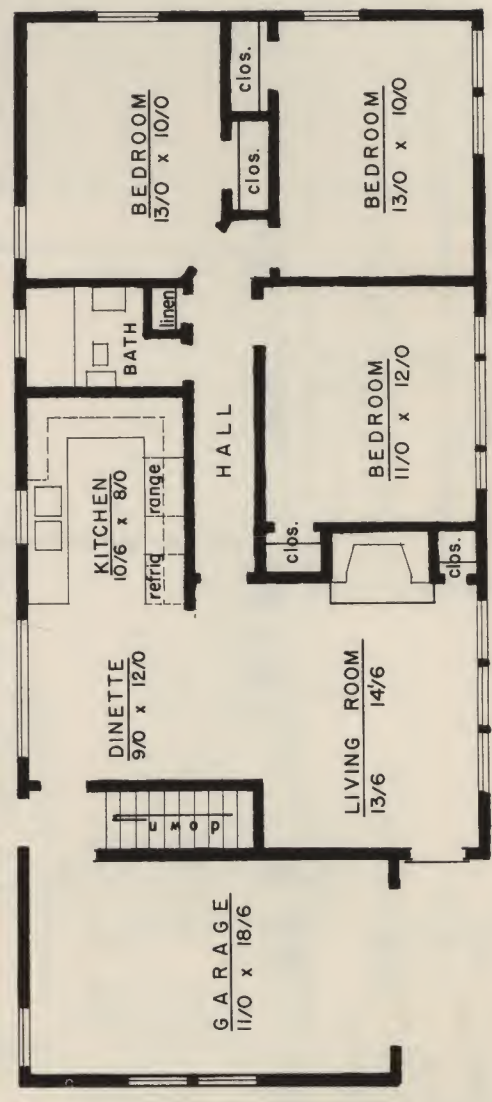 BEDROOM
13/0 x 10/0
clos.
clos.
BEDROOM
13/0 x 10/0
linen
BATH
HALL
BEDROOM
11/0 x 12/0
KITCHEN
10/6 x 8/0
range
refrig
clos.
clos.
DINETTE
9/0 x 12/0
LIVING ROOM
13/6 14'6
down
GARAGE
11/0 x 18/6